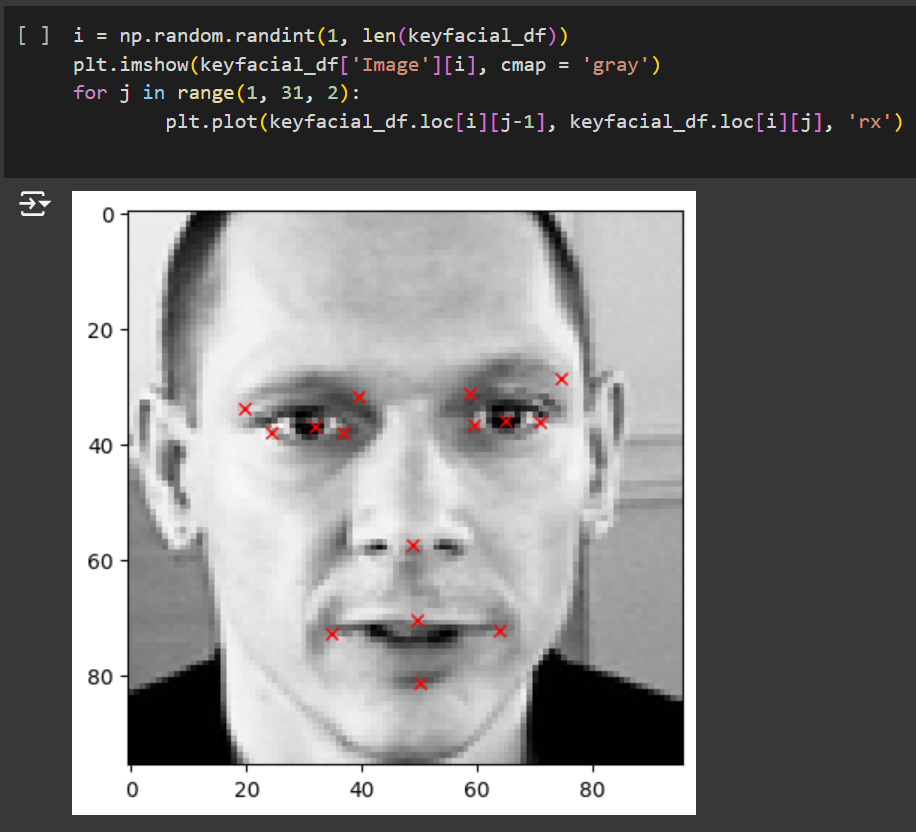 [ ] i = np.random.randint(1, len(keyfacial_df))
plt.imshow(keyfacial_df['Image'][i], cmap = 'gray')
for j in range(1, 31, 2):
        plt.plot(keyfacial_df.loc[i][j-1], keyfacial_df.loc[i][j], 'rx')
0
20
40
60
80
0 20 40 60 80